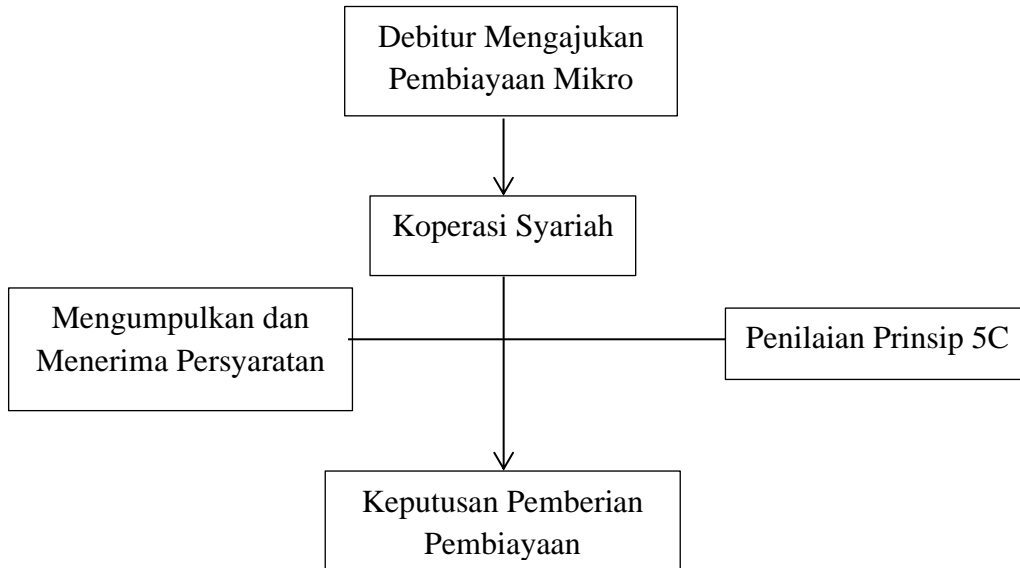 Debitur Mengajukan
Pembiayaan Mikro
Koperasi Syariah
Mengumpulkan dan
Menerima Persyaratan
Penilaian Prinsip 5C
Keputusan Pemberian
Pembiayaan